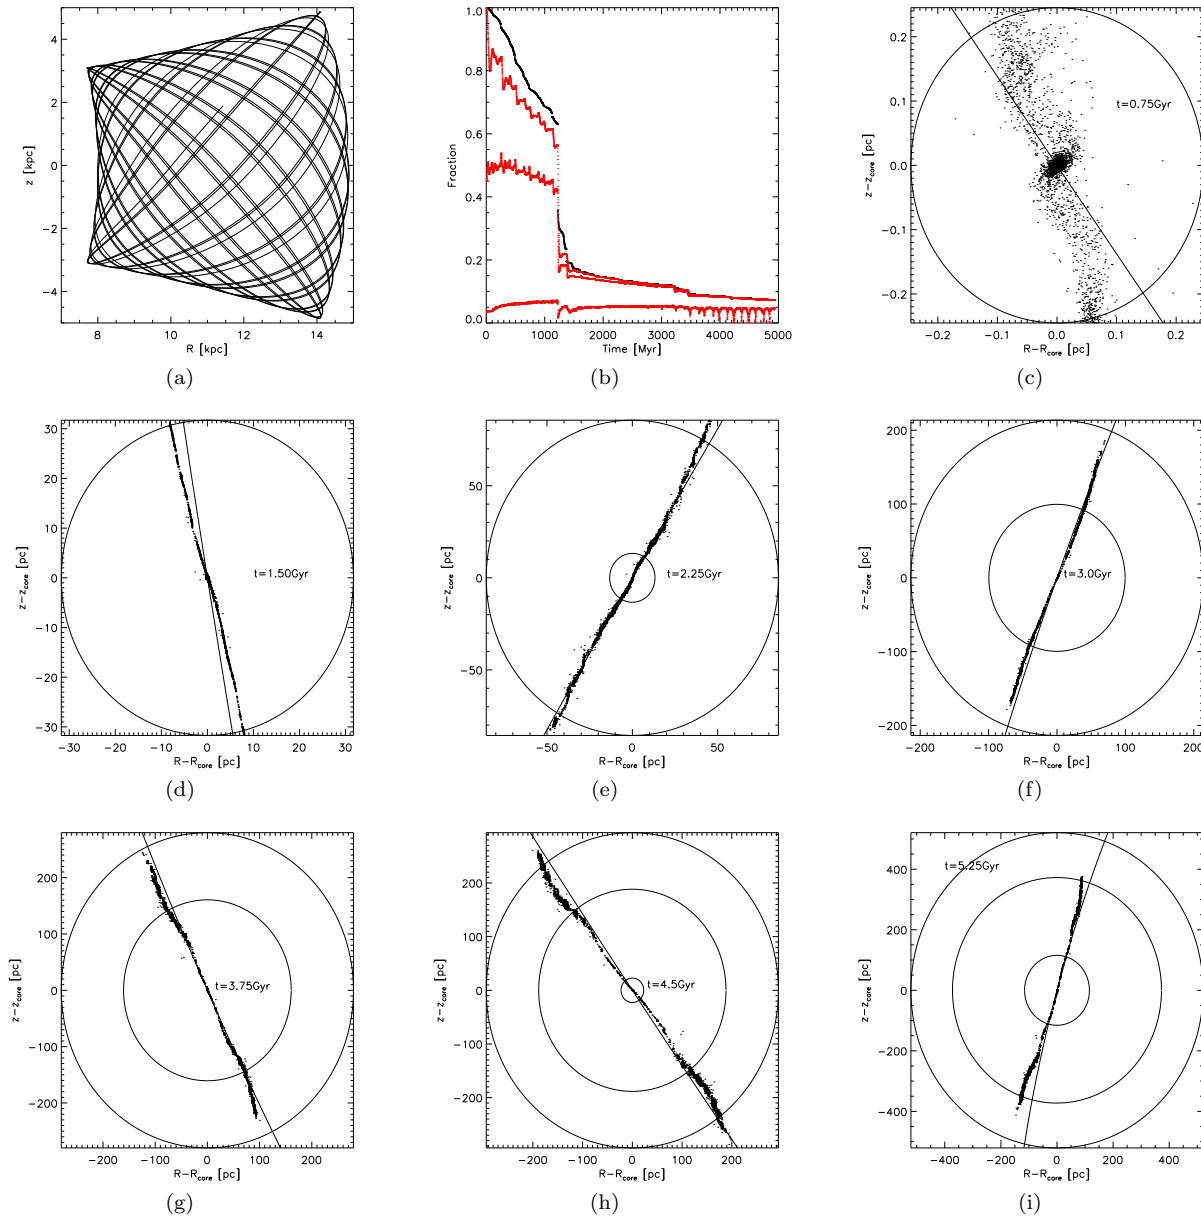 4
2
0
−2
−4
z [kpc]
8 10 12 14
R [kpc]
(a)
1.0
0.8
0.6
0.4
0.2
0.0
Fraction
0 1000 2000 3000 4000 5000
Time [Myr]
(b)
0.2
0.1
0.0
−0.1
−0.2
z−z_core [pc]
t=0.75Gyr
−0.2 −0.1 0.0 0.1 0.2
R−R_core [pc]
(c)
30
20
10
0
−10
−20
−30
z−z_core [pc]
t=1.50Gyr
−30 −20 −10 0 10 20 30
R−R_core [pc]
(d)
50
0
−50
z−z_core [pc]
t=2.25Gyr
−50 0 50
R−R_core [pc]
(e)
200
100
0
−100
−200
z−z_core [pc]
t=3.0Gyr
−200 −100 0 100 200
R−R_core [pc]
(f)
200
100
0
−100
−200
z−z_core [pc]
t=3.75Gyr
−200 −100 0 100 200
R−R_core [pc]
(g)
200
100
0
−100
−200
z−z_core [pc]
t=4.5Gyr
−200 −100 0 100 200
R−R_core [pc]
(h)
400
200
0
−200
−400
z−z_core [pc]
t=5.25Gyr
−400 −200 0 200 400
R−R_core [pc]
(i)